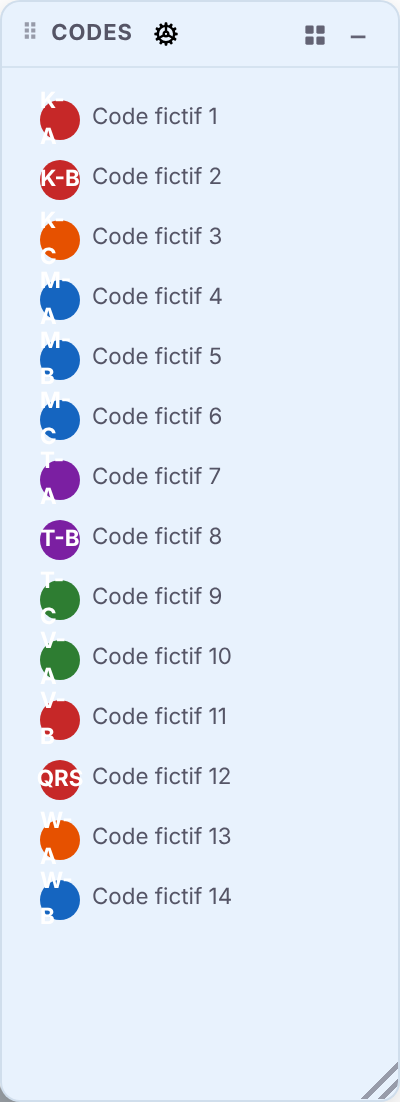 CODES
K-A Code fictif 1
K-B Code fictif 2
K-C Code fictif 3
M-A Code fictif 4
M-B Code fictif 5
M-C Code fictif 6
T-A Code fictif 7
T-B Code fictif 8
T-C Code fictif 9
V-A Code fictif 10
V-B Code fictif 11
QRS Code fictif 12
W-A Code fictif 13
W-B Code fictif 14